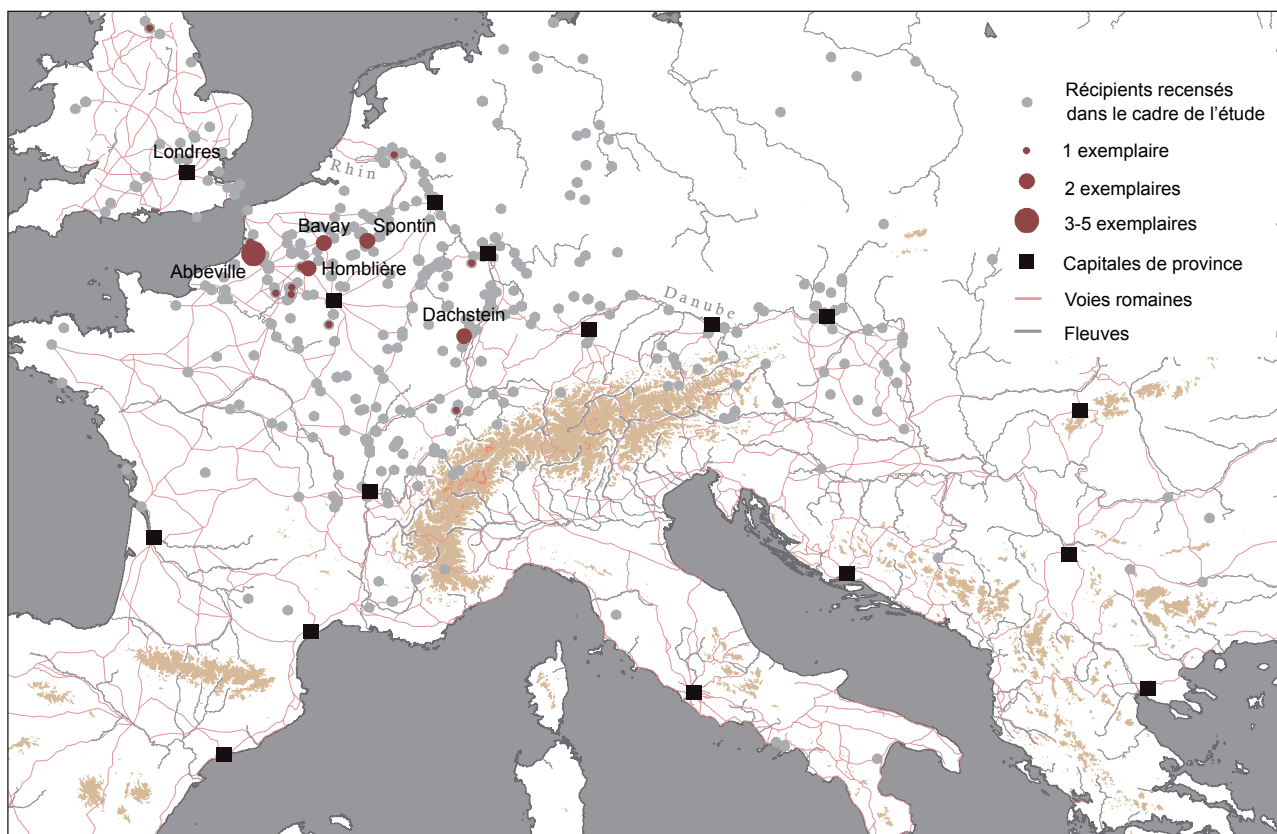 Récipients recensés
dans le cadre de l'étude
1 exemplaire
2 exemplaires
3-5 exemplaires
Capitales de province
Voies romaines
Fleuves
Londres
Rhin
Bavay
Spontin
Abbeville
Homblière
Dachstein
Danube